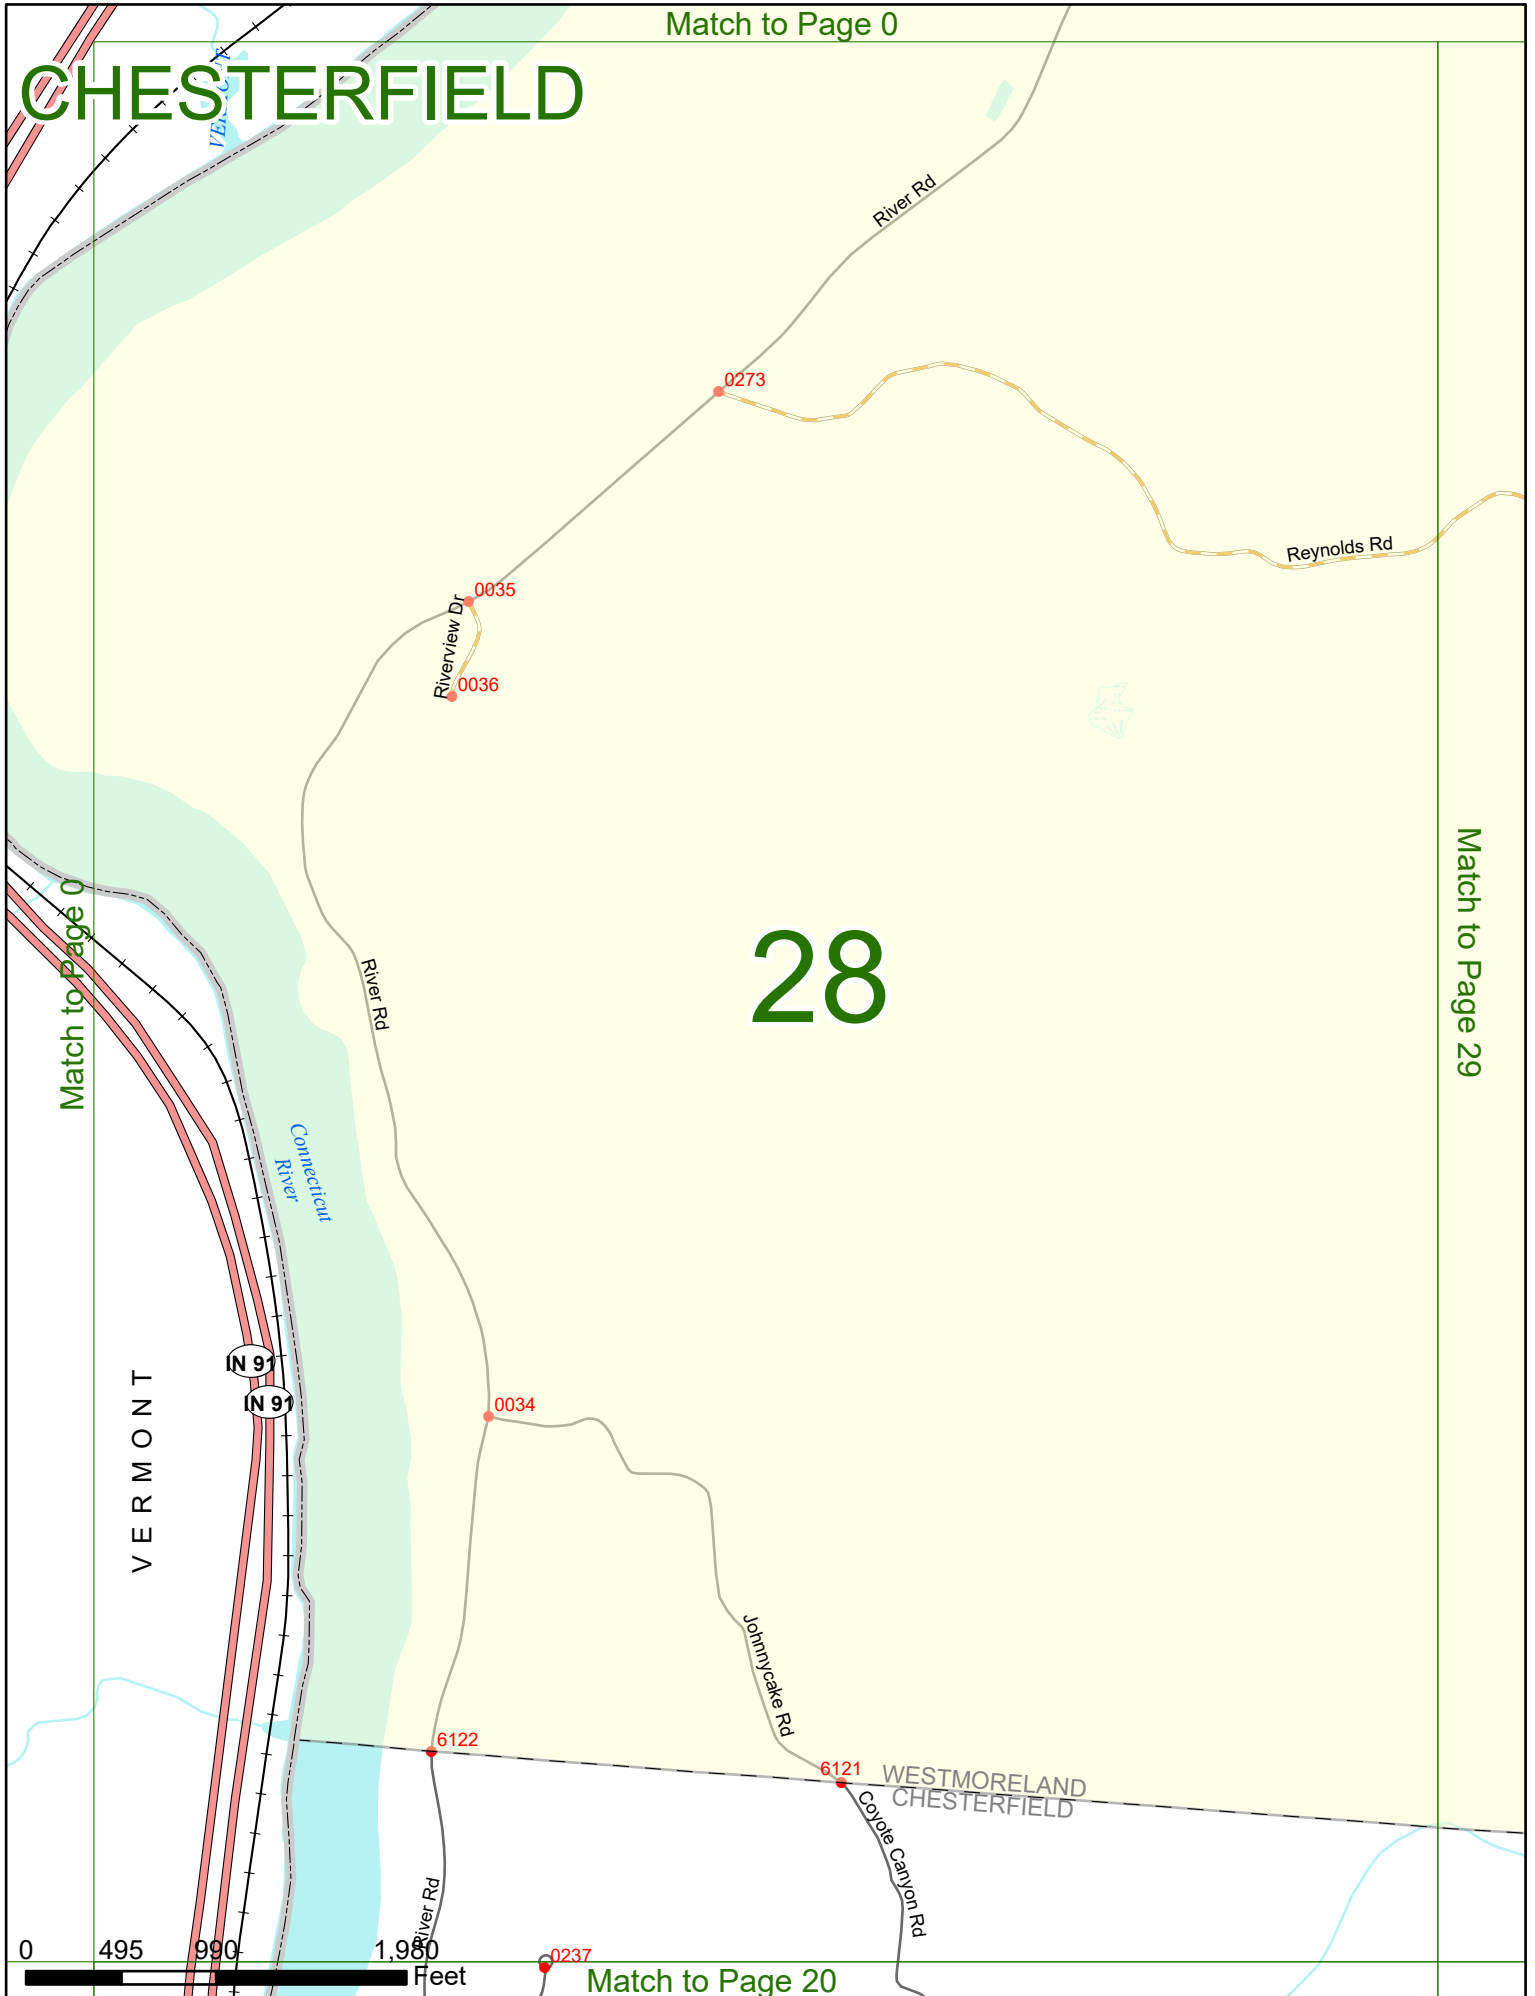 Match to Page 0
CHESTERFIELD
River Rd
0273
Reynolds Rd
0035
Riverview Dr
0036
Match to Page 0
Match to Page 29
28
River Rd
Connecticut
River
IN 91
IN 91
VERMONT
0034
Johnnycake Rd
6122
6121
WESTMORELAND
CHESTERFIELD
Coyote Canyon Rd
River Rd
0237
0 495 990 1,980
Feet
Match to Page 20